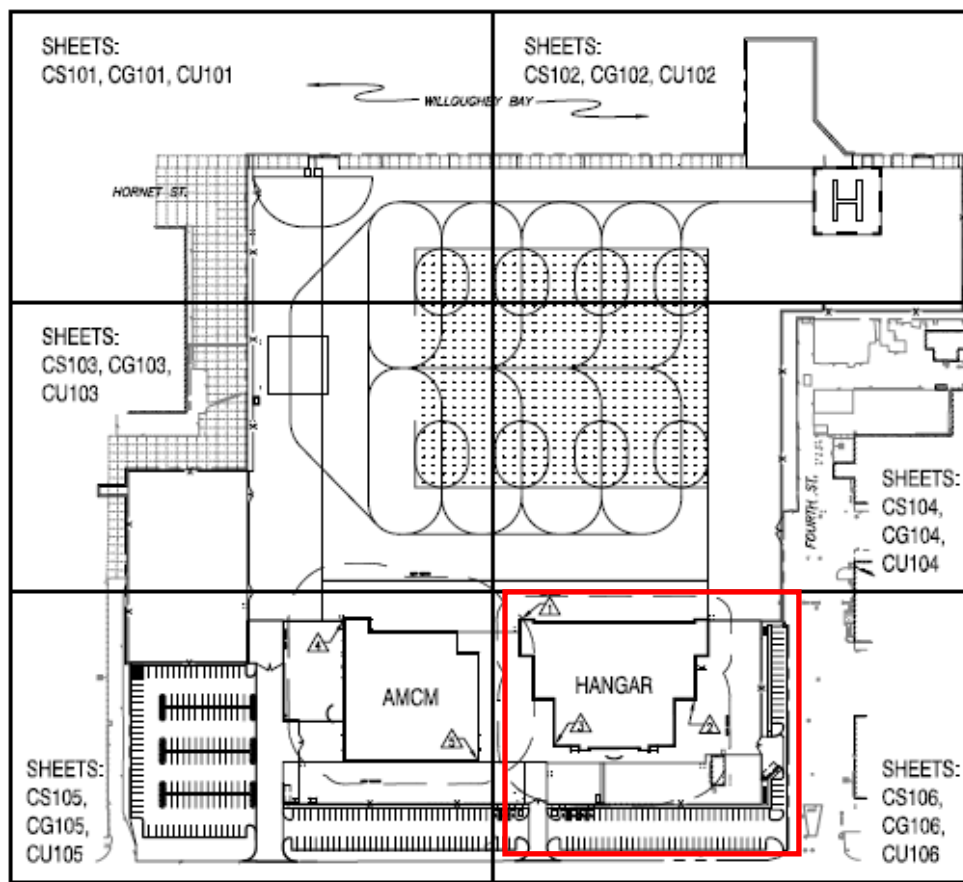 SHEETS:
CS101, CG101, CU101
SHEETS:
CS102, CG102, CU102
WILLOUGHEY BAY
HORNET ST.
H
SHEETS:
CS103, CG103,
CU103
SHEETS:
CS104,
CG104,
CU104
FOURTH ST.
1
4
HANGAR
AMCM
2
3
5
SHEETS:
CS105,
CG105,
CU105
SHEETS:
CS106,
CG106,
CU106